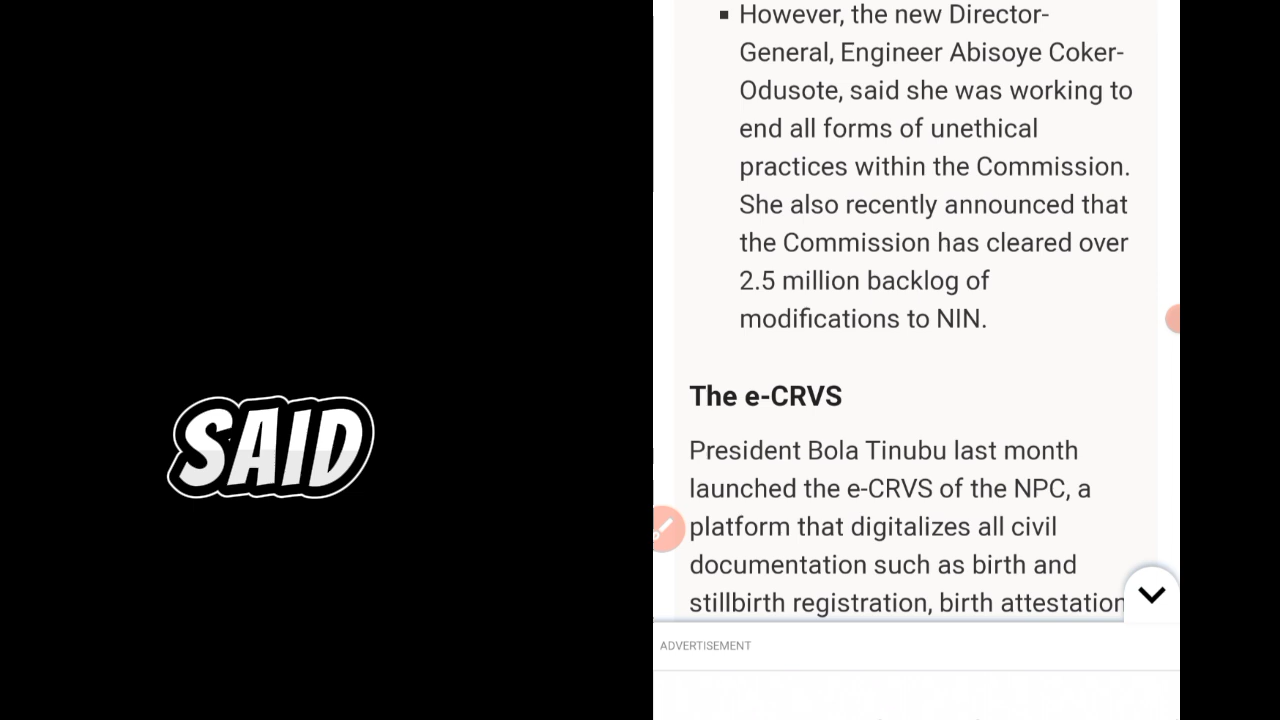 SAID
However, the new Director-
General, Engineer Abisoye Coker-
Odusote, said she was working to
end all forms of unethical
practices within the Commission.
She also recently announced that
the Commission has cleared over
2.5 million backlog of
modifications to NIN.
The e-CRVS
President Bola Tinubu last month
launched the e-CRVS of the NPC, a
platform that digitalizes all civil
documentation such as birth and
stillbirth registration, birth attestation
ADVERTISEMENT